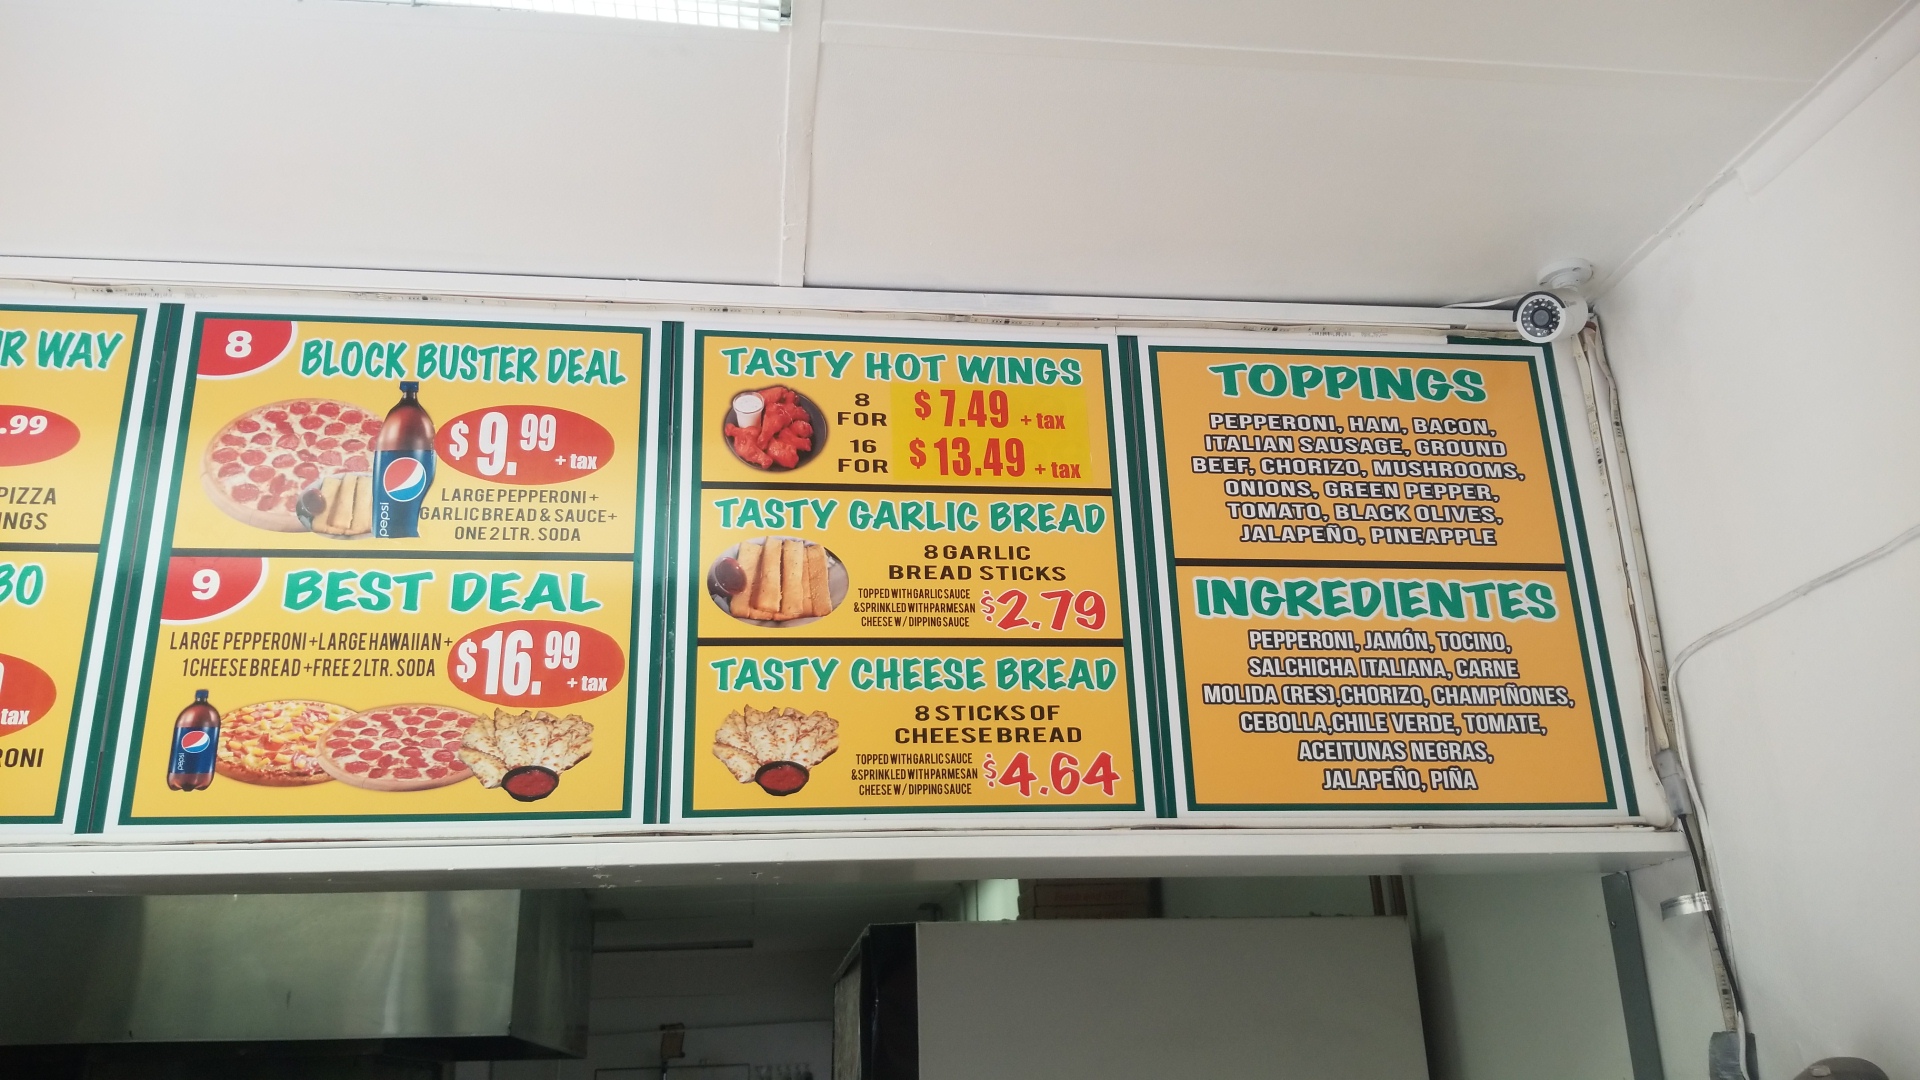 R WAY
.99
PIZZA
INGS
BO
tax
RONI
8
BLOCK BUSTER DEAL
$9.99
+ tax
LARGE PEPPERONI +
GARLIC BREAD & SAUCE +
ONE 2 LTR. SODA
pepsi
9
BEST DEAL
LARGE PEPPERONI + LARGE HAWAIIAN +
1 CHEESE BREAD + FREE 2 LTR. SODA
$16.99
+ tax
pepsi
TASTY HOT WINGS
8 FOR $7.49 + tax
16 FOR $13.49 + tax
TASTY GARLIC BREAD
8 GARLIC
BREAD STICKS
TOPPED WITH GARLIC SAUCE
& SPRINKLED WITH PARMESAN
CHEESE W/ DIPPING SAUCE
$2.79
TASTY CHEESE BREAD
8 STICKS OF
CHEESE BREAD
TOPPED WITH GARLIC SAUCE
& SPRINKLED WITH PARMESAN
CHEESE W/ DIPPING SAUCE
$4.64
TOPPINGS
PEPPERONI, HAM, BACON,
ITALIAN SAUSAGE, GROUND
BEEF, CHORIZO, MUSHROOMS,
ONIONS, GREEN PEPPER,
TOMATO, BLACK OLIVES,
JALAPEÑO, PINEAPPLE
INGREDIENTES
PEPPERONI, JAMÓN, TOCINO,
SALCHICHA ITALIANA, CARNE
MOLIDA (RES),CHORIZO, CHAMPIÑONES,
CEBOLLA,CHILE VERDE, TOMATE,
ACEITUNAS NEGRAS,
JALAPEÑO, PIÑA